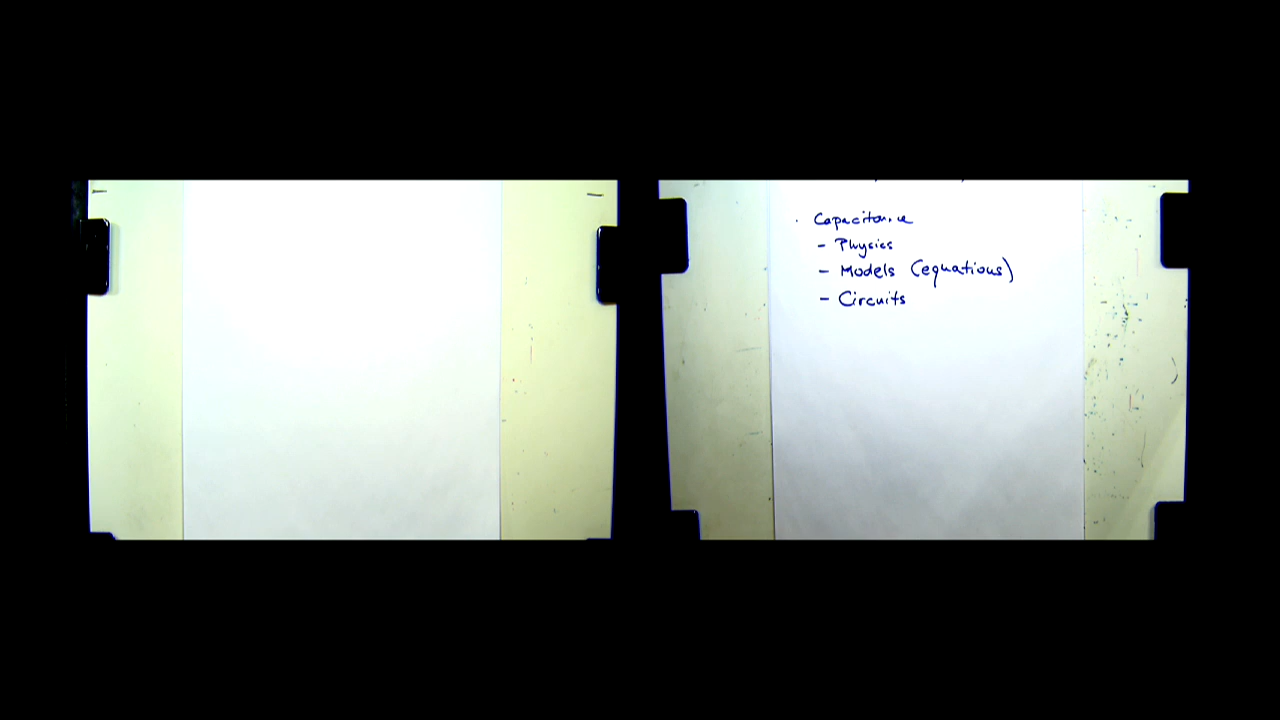 · Capacitance
- Physics
- Models (equations)
- Circuits